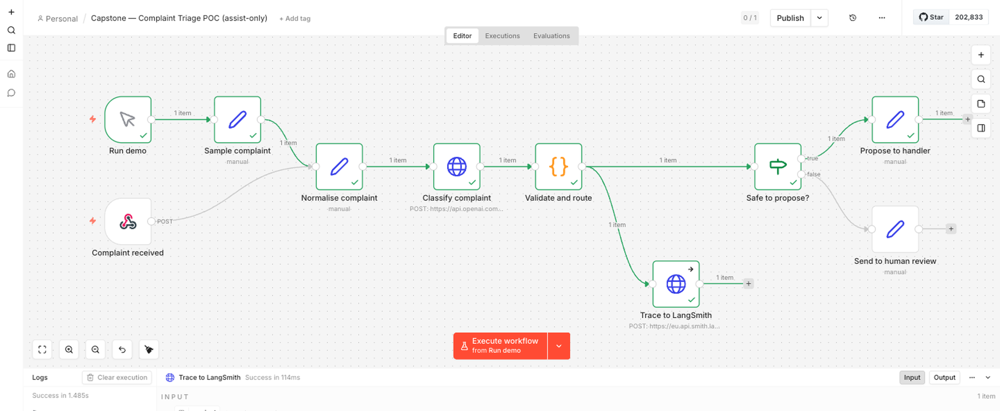 Personal / Capstone — Complaint Triage POC (assist-only) + Add tag
0 / 1
Publish
Star 202,833
Editor Executions Evaluations
1 item
Run demo
Sample complaint
manual
1 item
POST
Complaint received
Normalise complaint
manual
1 item
Classify complaint
POST: https://api.openai.com...
1 item
Validate and route
1 item
1 item
Trace to LangSmith
POST: https://eu.api.smith.la...
1 item
Safe to propose?
true
false
1 item
Propose to handler
manual
1 item
Send to human review
manual
Execute workflow
from Run demo
Logs
Clear execution
Trace to LangSmith Success in 114ms
Input Output
Success in 1.485s
INPUT
1 item